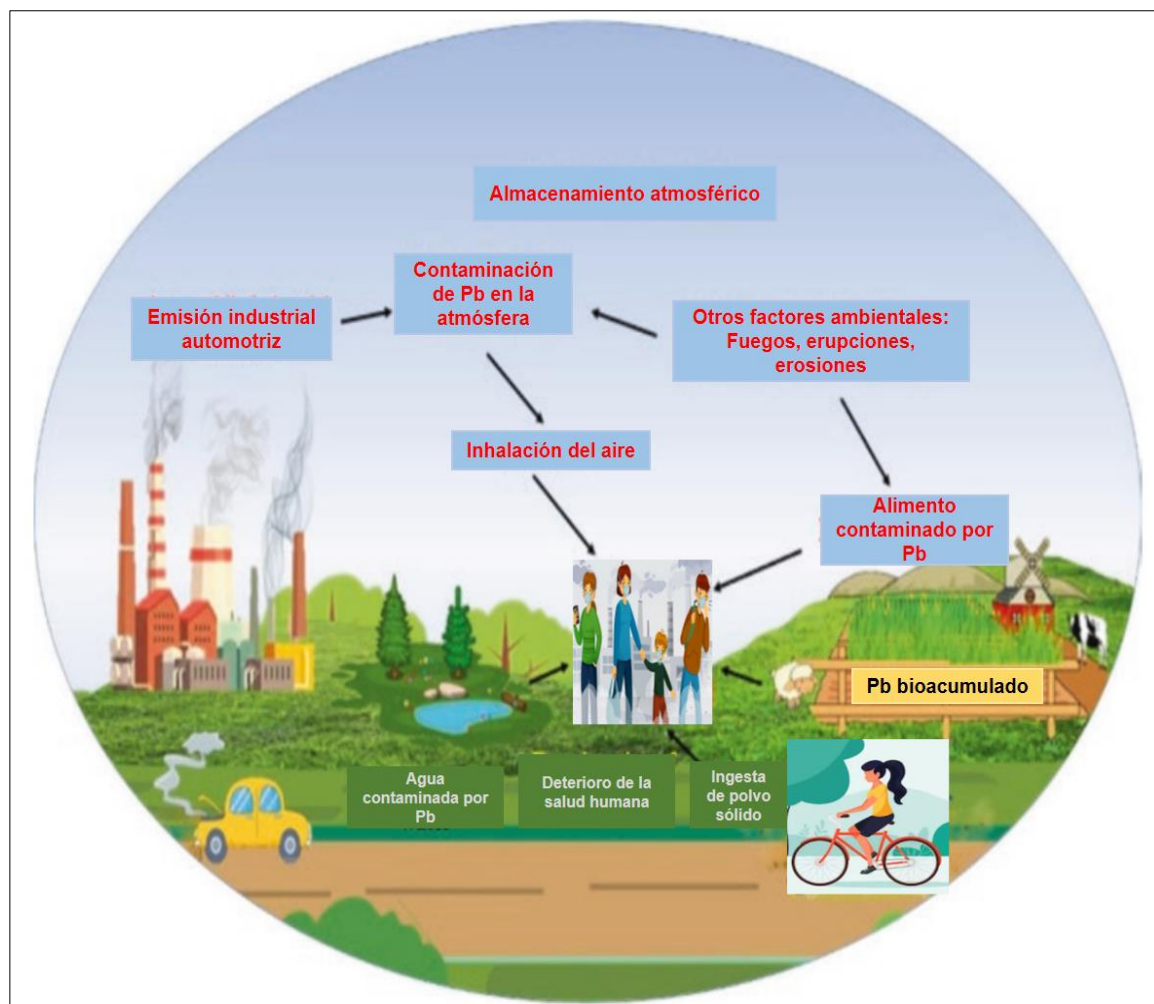 Almacenamiento atmosférico
Contaminación
de Pb en la
atmósfera
Emisión industrial
automotriz
Otros factores ambientales:
Fuegos, erupciones,
erosiones
Inhalación del aire
Alimento
contaminado por
Pb
Pb bioacumulado
Agua
contaminada por
Pb
Deterioro de la
salud humana
Ingesta
de polvo
sólido